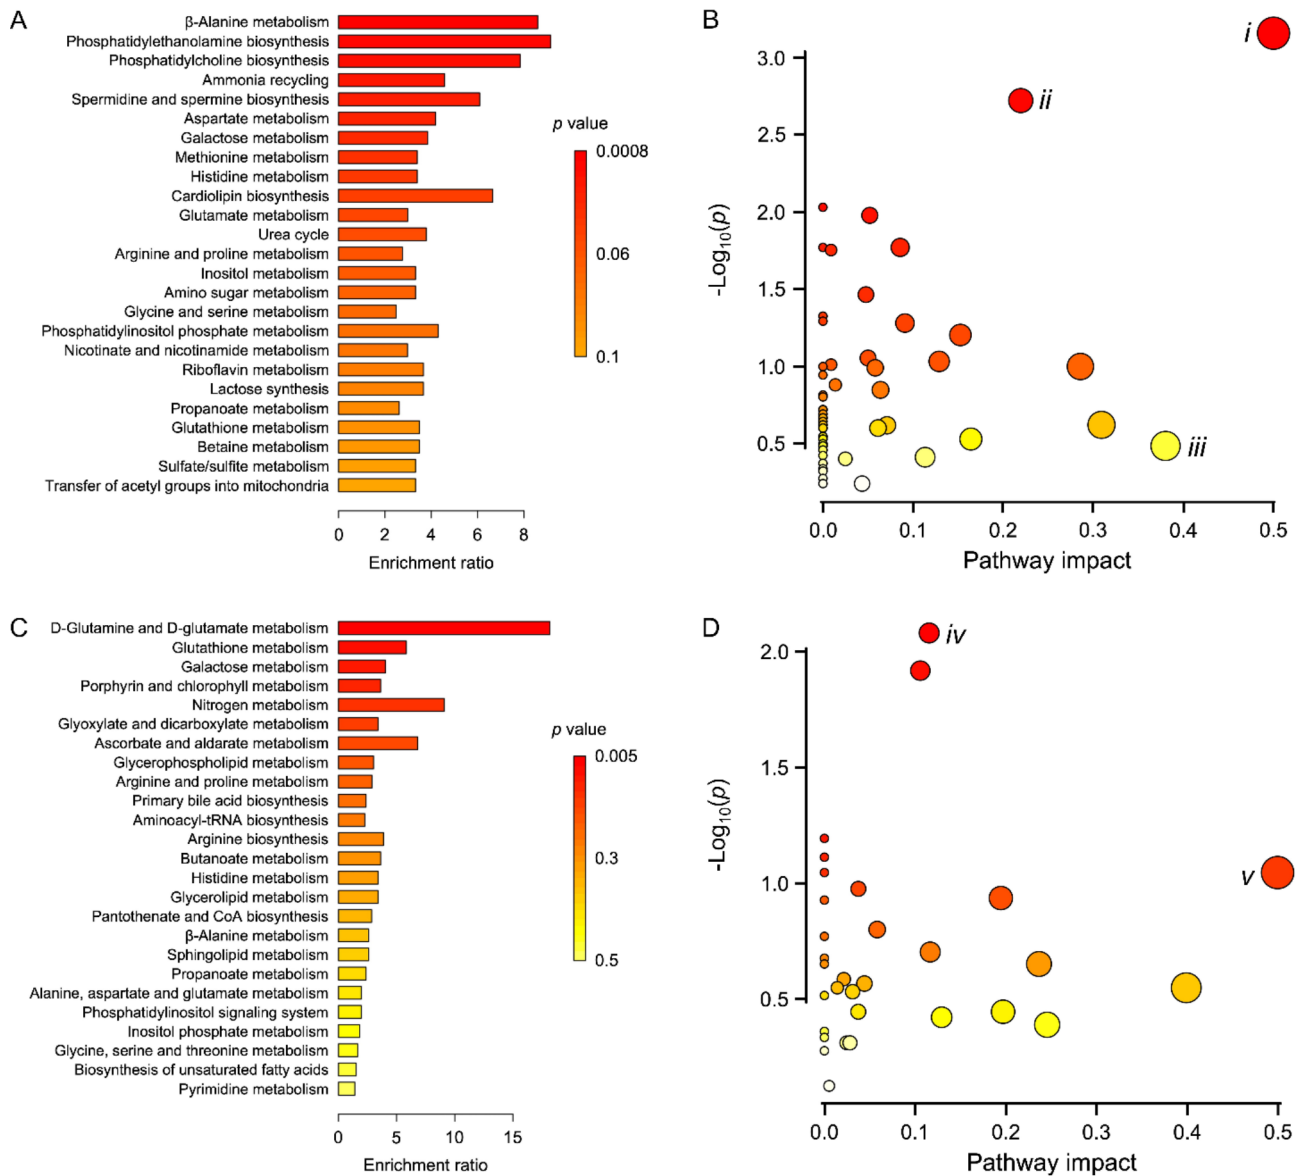 A
β-Alanine metabolism
Phosphatidylethanolamine biosynthesis
Phosphatidylcholine biosynthesis
Ammonia recycling
Spermidine and spermine biosynthesis
Aspartate metabolism
Galactose metabolism
Methionine metabolism
Histidine metabolism
Cardiolipin biosynthesis
Glutamate metabolism
Urea cycle
Arginine and proline metabolism
Inositol metabolism
Amino sugar metabolism
Glycine and serine metabolism
Phosphatidylinositol phosphate metabolism
Nicotinate and nicotinamide metabolism
Riboflavin metabolism
Lactose synthesis
Propanoate metabolism
Glutathione metabolism
Betaine metabolism
Sulfate/sulfite metabolism
Transfer of acetyl groups into mitochondria
0 2 4 6 8
Enrichment ratio
p value
0.0008
0.06
0.1
B
i
ii
iii
3.0
2.5
2.0
1.5
1.0
0.5
-Log10(p)
0.0 0.1 0.2 0.3 0.4 0.5
Pathway impact
C
D-Glutamine and D-glutamate metabolism
Glutathione metabolism
Galactose metabolism
Porphyrin and chlorophyll metabolism
Nitrogen metabolism
Glyoxylate and dicarboxylate metabolism
Ascorbate and aldarate metabolism
Glycerophospholipid metabolism
Arginine and proline metabolism
Primary bile acid biosynthesis
Aminoacyl-tRNA biosynthesis
Arginine biosynthesis
Butanoate metabolism
Histidine metabolism
Glycerolipid metabolism
Pantothenate and CoA biosynthesis
β-Alanine metabolism
Sphingolipid metabolism
Propanoate metabolism
Alanine, aspartate and glutamate metabolism
Phosphatidylinositol signaling system
Inositol phosphate metabolism
Glycine, serine and threonine metabolism
Biosynthesis of unsaturated fatty acids
Pyrimidine metabolism
0 5 10 15
Enrichment ratio
p value
0.005
0.3
0.5
D
iv
v
2.0
1.5
1.0
0.5
-Log10(p)
0.0 0.1 0.2 0.3 0.4 0.5
Pathway impact